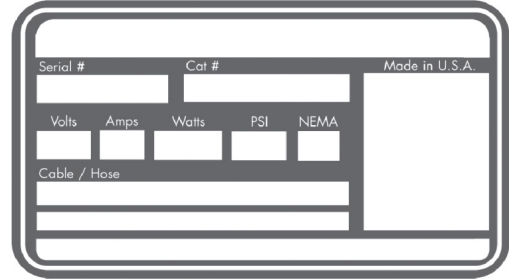 Serial # Cat # Made in U.S.A.
Volts Amps Watts PSI NEMA
Cable / Hose